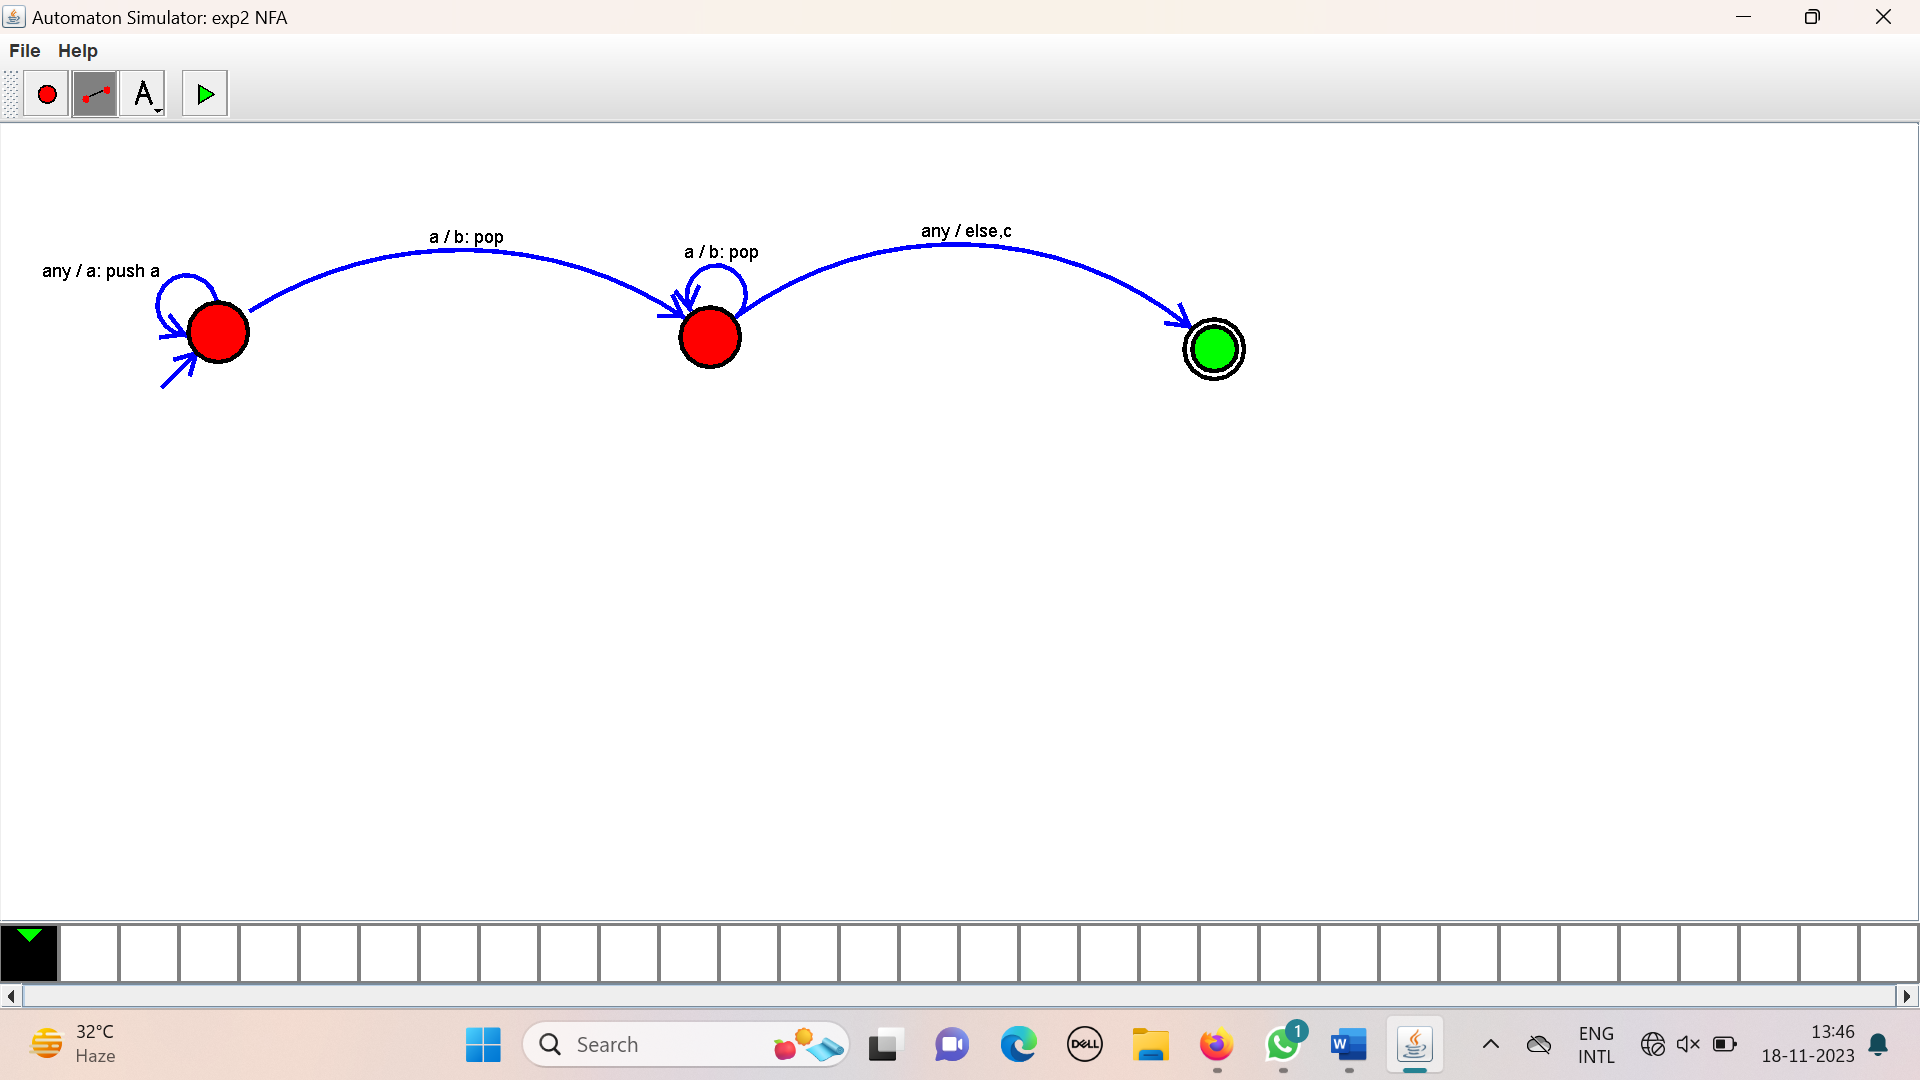 Automaton Simulator: exp2 NFA
File Help
A
any / else,c
a / b: pop
a / b: pop
any / a: push a
32°C
Haze
Search
DELL
1
W
ENG
INTL
13:46
18-11-2023